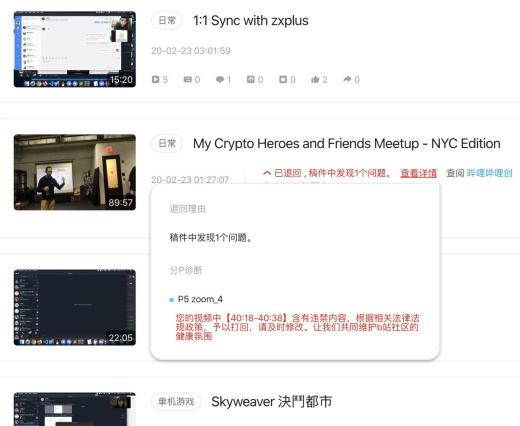 日常 1:1 Sync with zxplus
20-02-23 03:01:59
15:20
5 0 1 0 0 2 0
日常 My Crypto Heroes and Friends Meetup - NYC Edition
20-02-23 01:27:07 已退回 , 稿件中发现1个问题。 查看详情 查阅 哔哩哔哩创
89:57
退回理由
稿件中发现1个问题。
分P诊断
P5 zoom_4
您的视频中【40:18-40:38】含有违禁内容，根据相关法律法
规政策，予以打回，请及时修改。让我们共同维护b站社区的
健康氛围
22:05
单机游戏 Skyweaver 決鬥都市